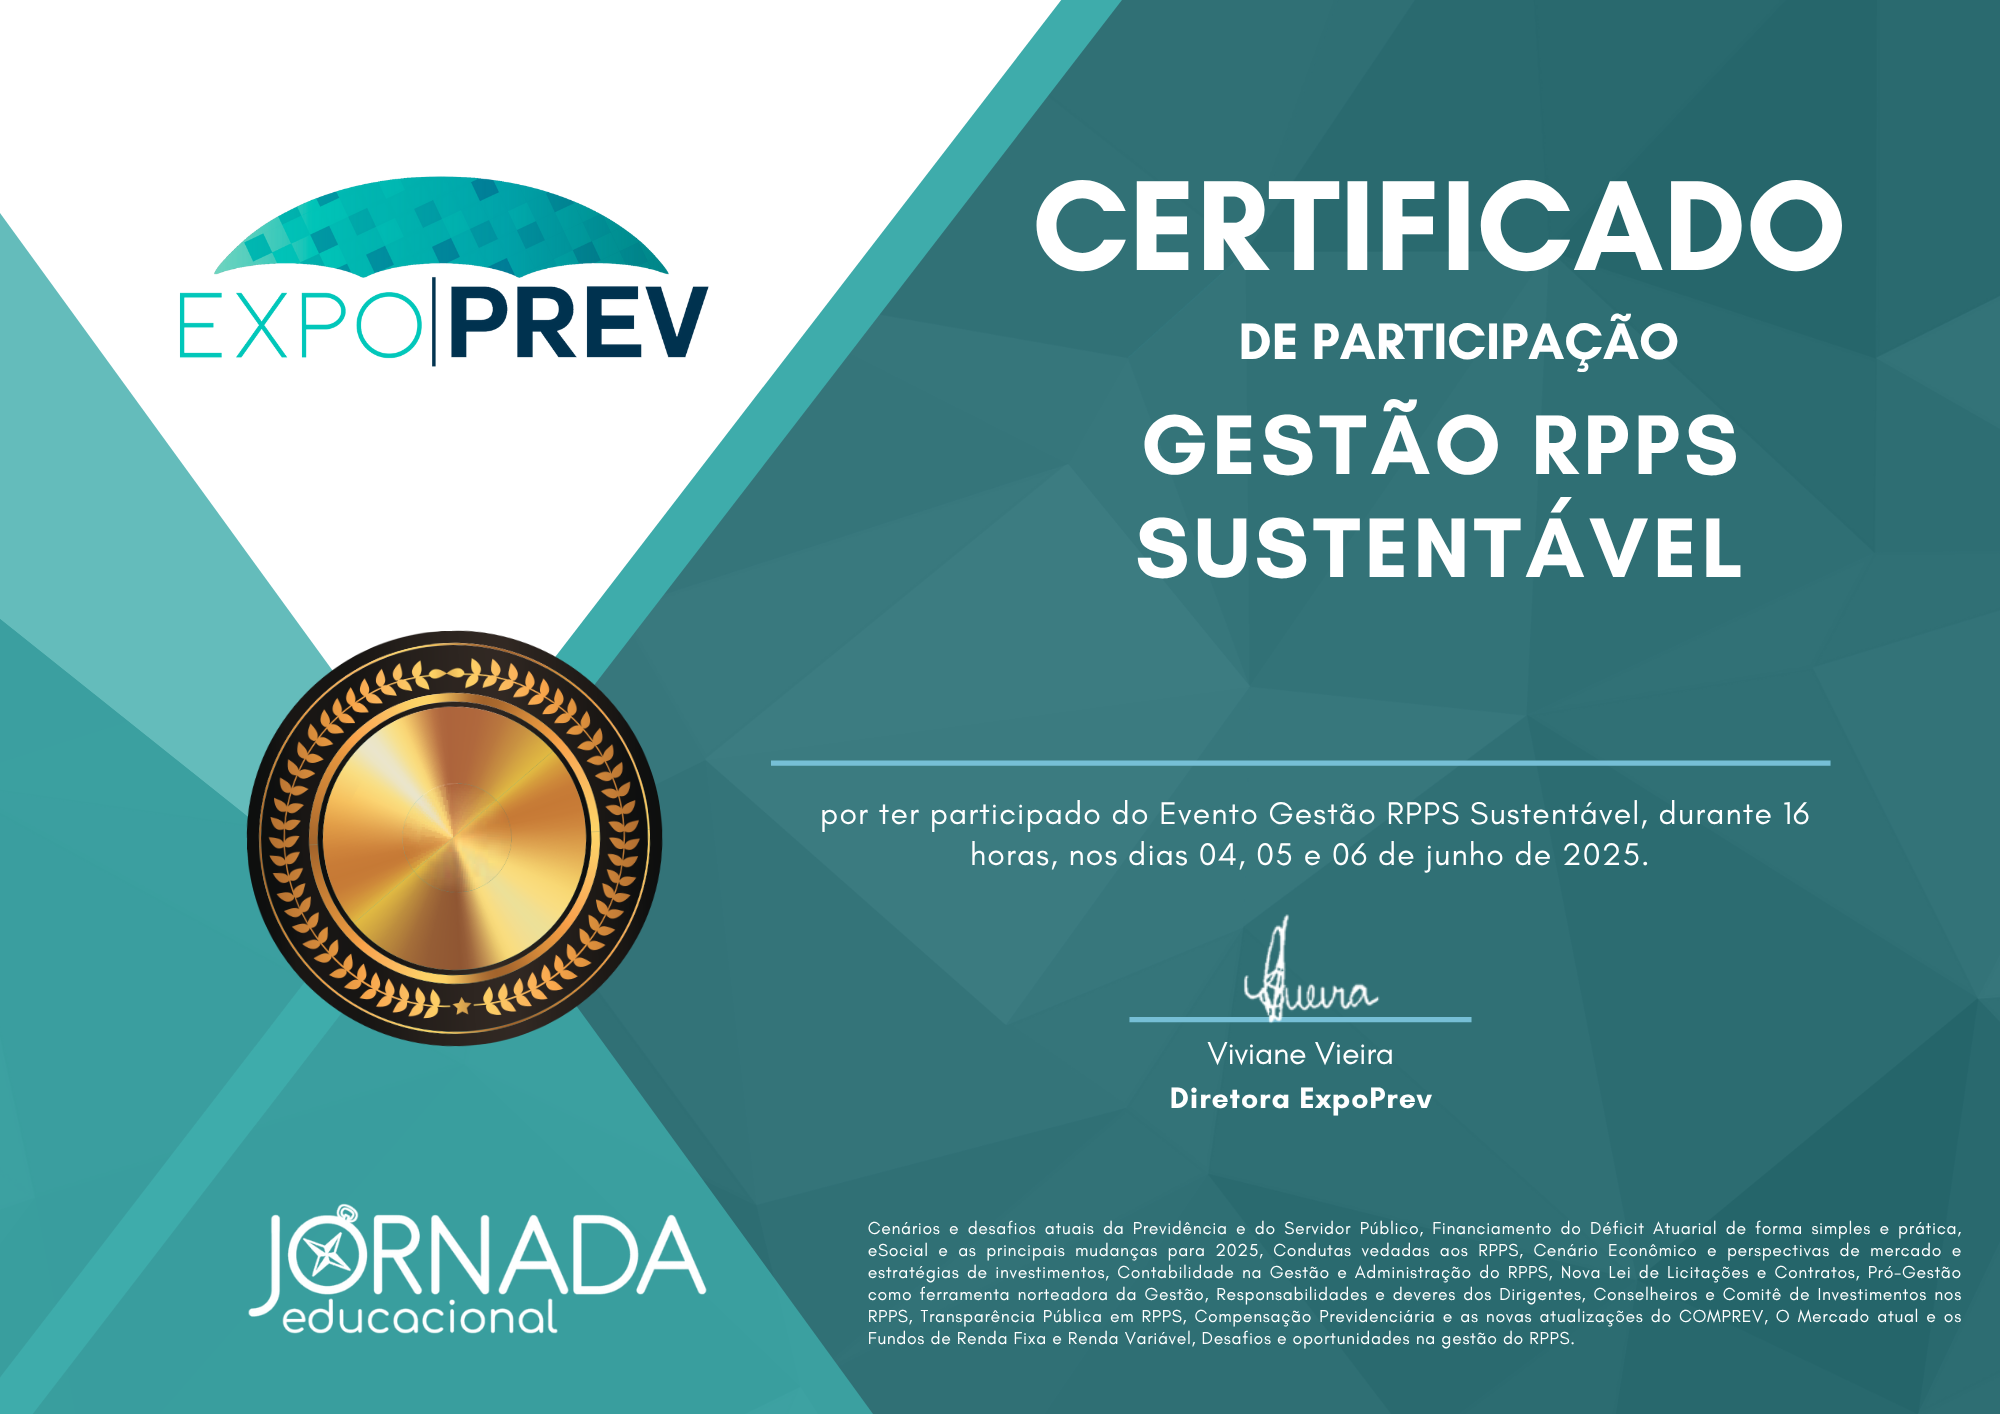 EXPO|PREV
CERTIFICADO
DE PARTICIPAÇÃO
GESTÃO RPPS
SUSTENTÁVEL
por ter participado do Evento Gestão RPPS Sustentável, durante 16
horas, nos dias 04, 05 e 06 de junho de 2025.
Vieira
Viviane Vieira
Diretora ExpoPrev
JORNADA
educacional
Cenários e desafios atuais da Previdência e do Servidor Público, Financiamento do Déficit Atuarial de forma simples e prática,
eSocial e as principais mudanças para 2025, Condutas vedadas aos RPPS, Cenário Econômico e perspectivas de mercado e
estratégias de investimentos, Contabilidade na Gestão e Administração do RPPS, Nova Lei de Licitações e Contratos, Pró-Gestão
como ferramenta norteadora da Gestão, Responsabilidades e deveres dos Dirigentes, Conselheiros e Comitê de Investimentos nos
RPPS, Transparência Pública em RPPS, Compensação Previdenciária e as novas atualizações do COMPREV, O Mercado atual e os
Fundos de Renda Fixa e Renda Variável, Desafios e oportunidades na gestão do RPPS.